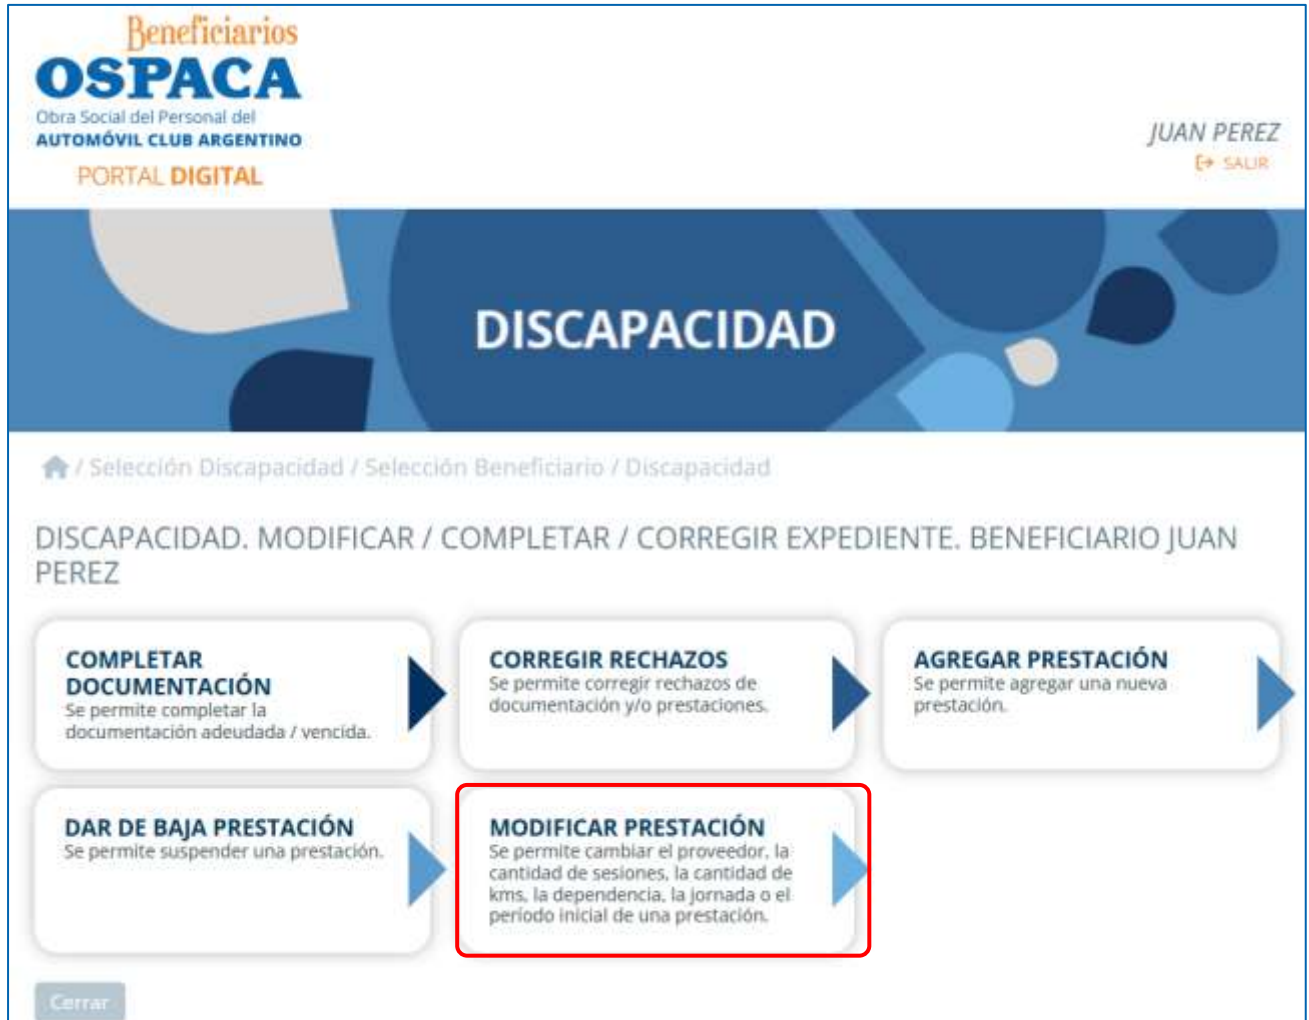 Beneficiarios
OSPACA
Obra Social del Personal del
AUTOMÓVIL CLUB ARGENTINO
PORTAL DIGITAL
JUAN PEREZ
SALIR
DISCAPACIDAD
/ Selección Discapacidad / Selección Beneficiario / Discapacidad
DISCAPACIDAD. MODIFICAR / COMPLETAR / CORREGIR EXPEDIENTE. BENEFICIARIO JUAN
PEREZ
COMPLETAR
DOCUMENTACIÓN
Se permite completar la
documentación adeudada / vencida.
CORREGIR RECHAZOS
Se permite corregir rechazos de
documentación y/o prestaciones.
AGREGAR PRESTACIÓN
Se permite agregar una nueva
prestación.
DAR DE BAJA PRESTACIÓN
Se permite suspender una prestación.
MODIFICAR PRESTACIÓN
Se permite cambiar el proveedor, la
cantidad de sesiones, la cantidad de
kms, la dependencia, la jornada o el
período inicial de una prestación.
Cerrar